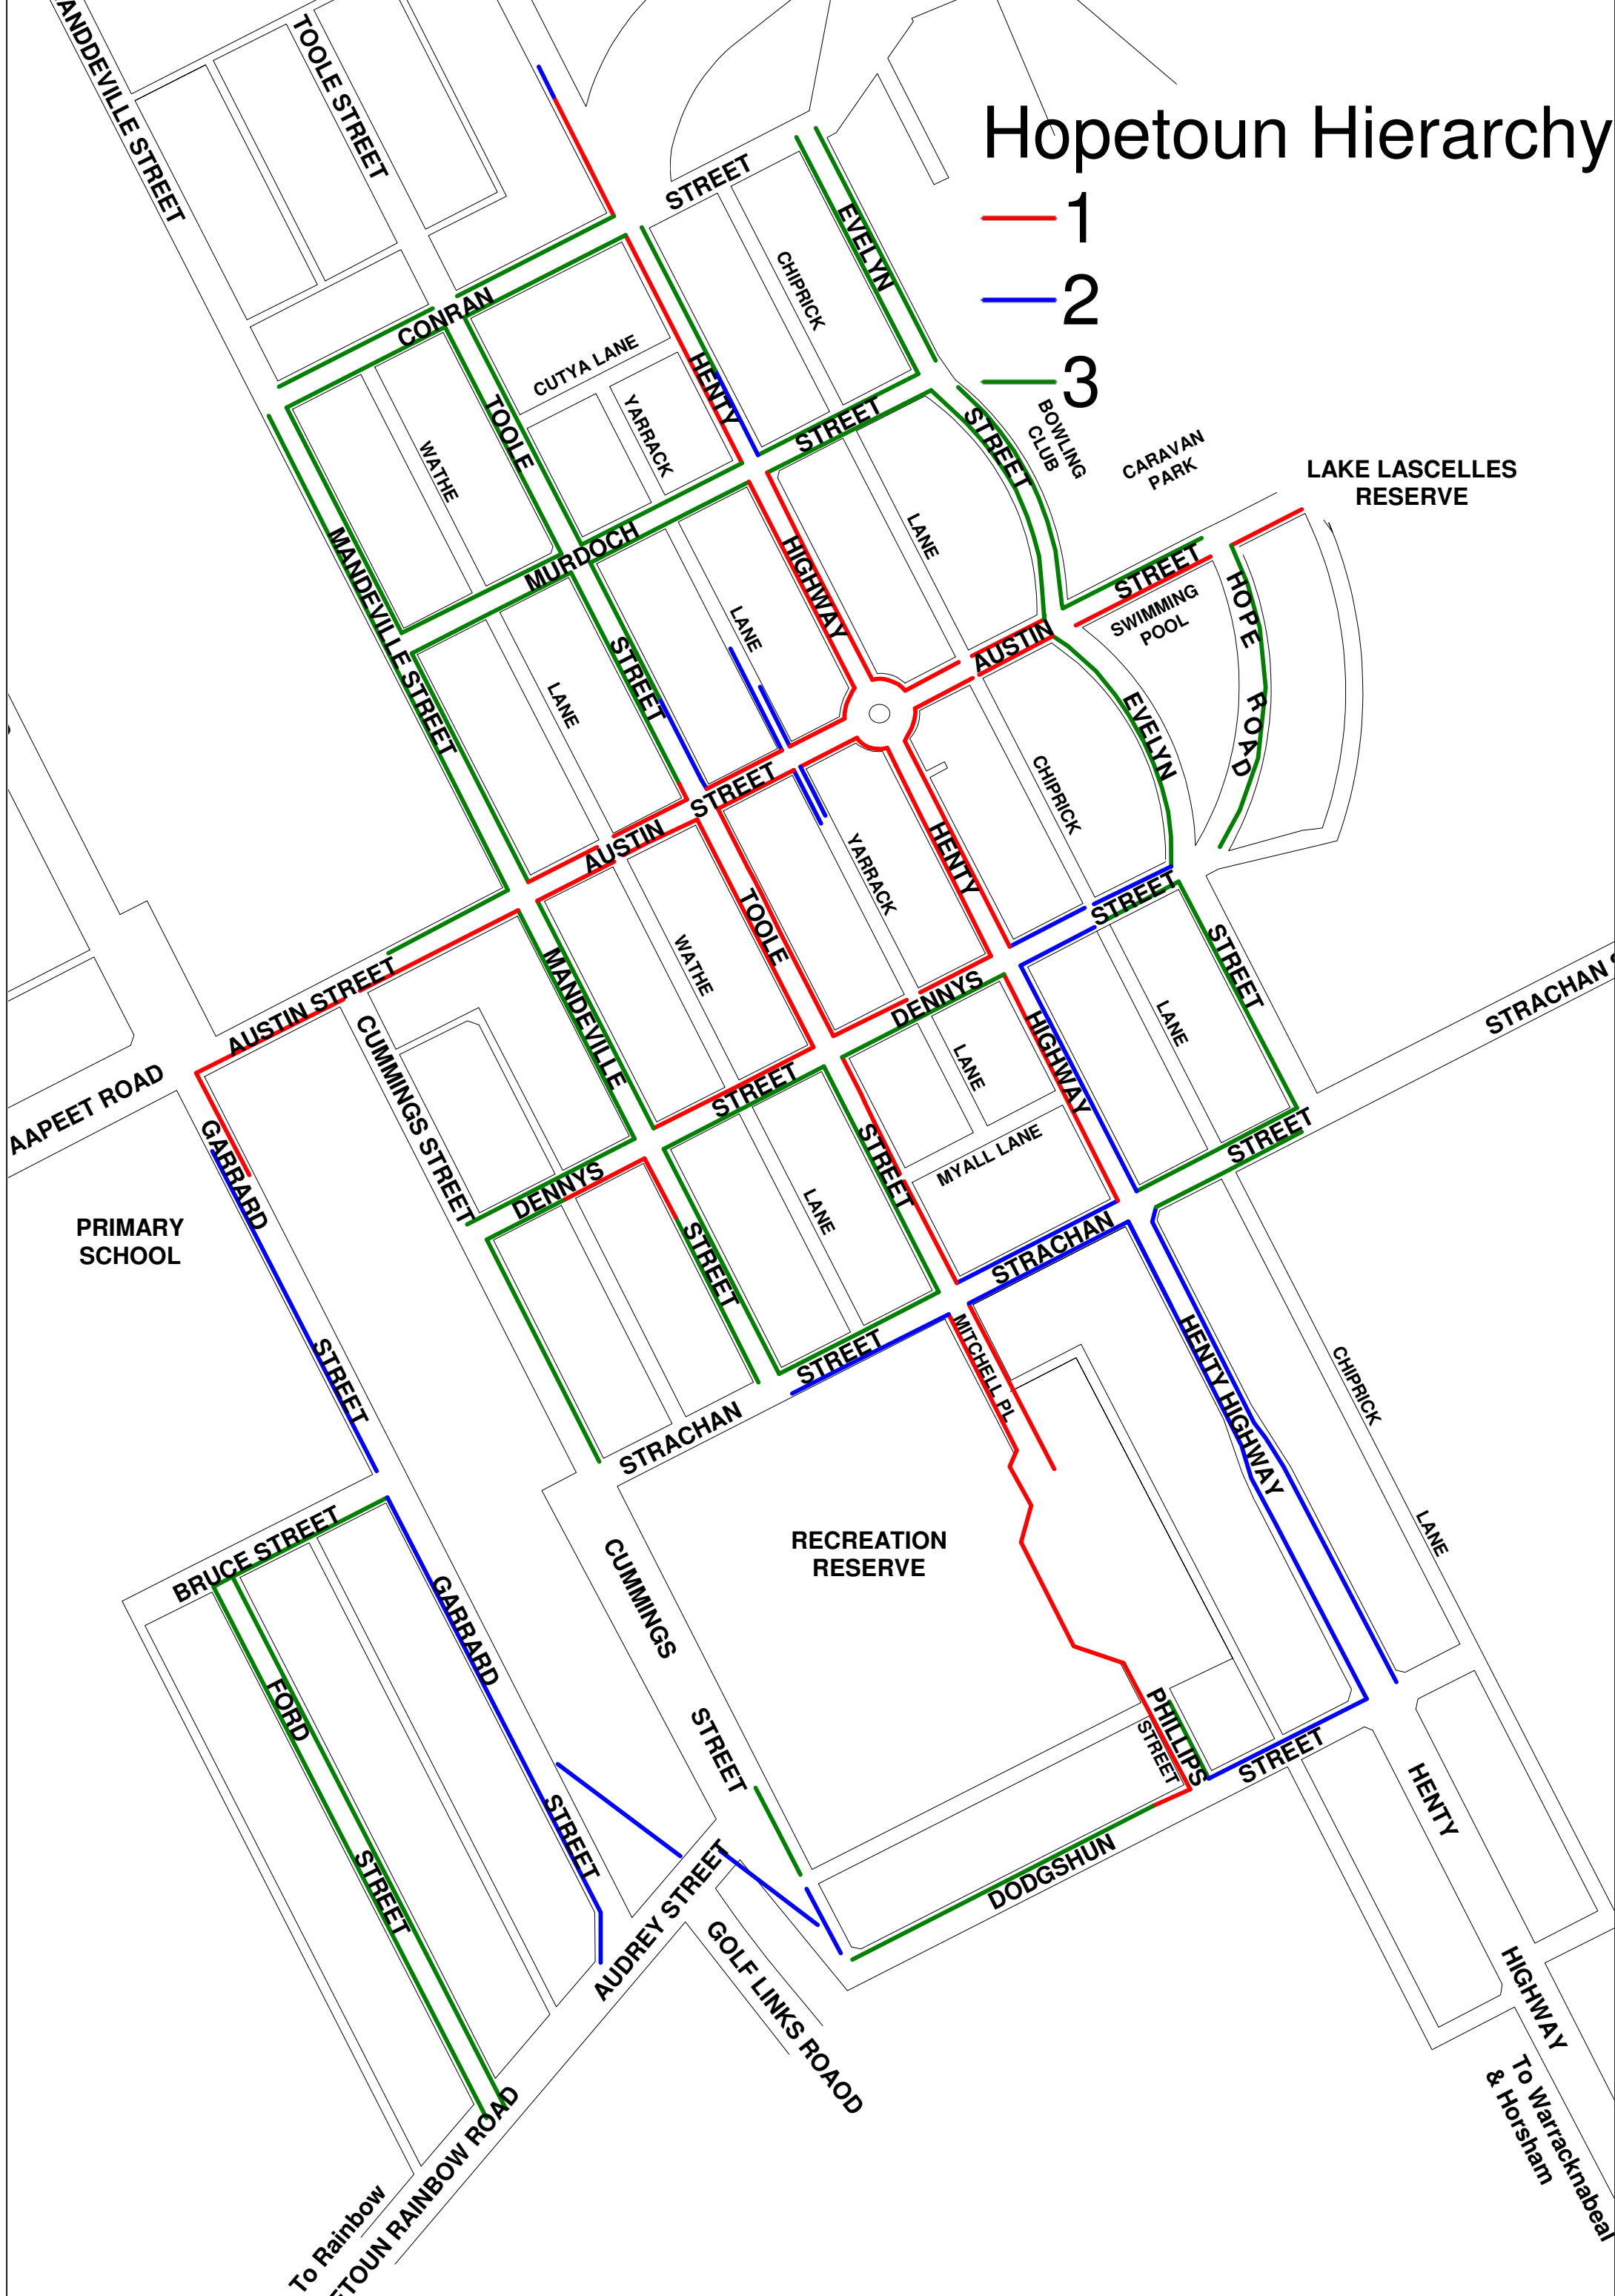 ANDDEVILLE STREET
TOOLE STREET
Hopetoun Hierarchy
1
2
3
STREET
EVELYN
CHIPRICK
CONRAN
CUTYA LANE
HENTY
YARRACK
TOOLE
WATHE
STREET
STREET
BOWLING
CLUB
CARAVAN
PARK
LAKE LASCELLES
RESERVE
MANDEVILLE STREET
MURDOCH
HIGHWAY
LANE
STREET
SWIMMING
POOL
HOPE
ROAD
LANE
STREET
LANE
AUSTIN
EVELYN
STREET
AUSTIN
CHIPRICK
YARRACK
HENTY
TOOLE
WATHE
MANDEVILLE
STREET
STREET
AUSTIN STREET
DENNYS
HIGHWAY
LANE
LANE
STRACHAN S
AAPEET ROAD
CUMMINGS STREET
GARRARD
STREET
STREET
MYALL LANE
STREET
PRIMARY
SCHOOL
DENNYS
LANE
STREET
STRACHAN
STREET
STREET
MITCHELL PL
HENTY HIGHWAY
CHIPRICK
STRACHAN
LANE
RECREATION
RESERVE
BRUCE STREET
CUMMINGS
GARRARD
FORD
STREET
PHILLIPS
STREET
STREET
HENTY
STREET
STREET
AUDREY STREET
DODGSHUN
GOLF LINKS ROAOD
HIGHWAY
To Warracknabeal
& Horsham
To Rainbow
ETOUN RAINBOW ROAD